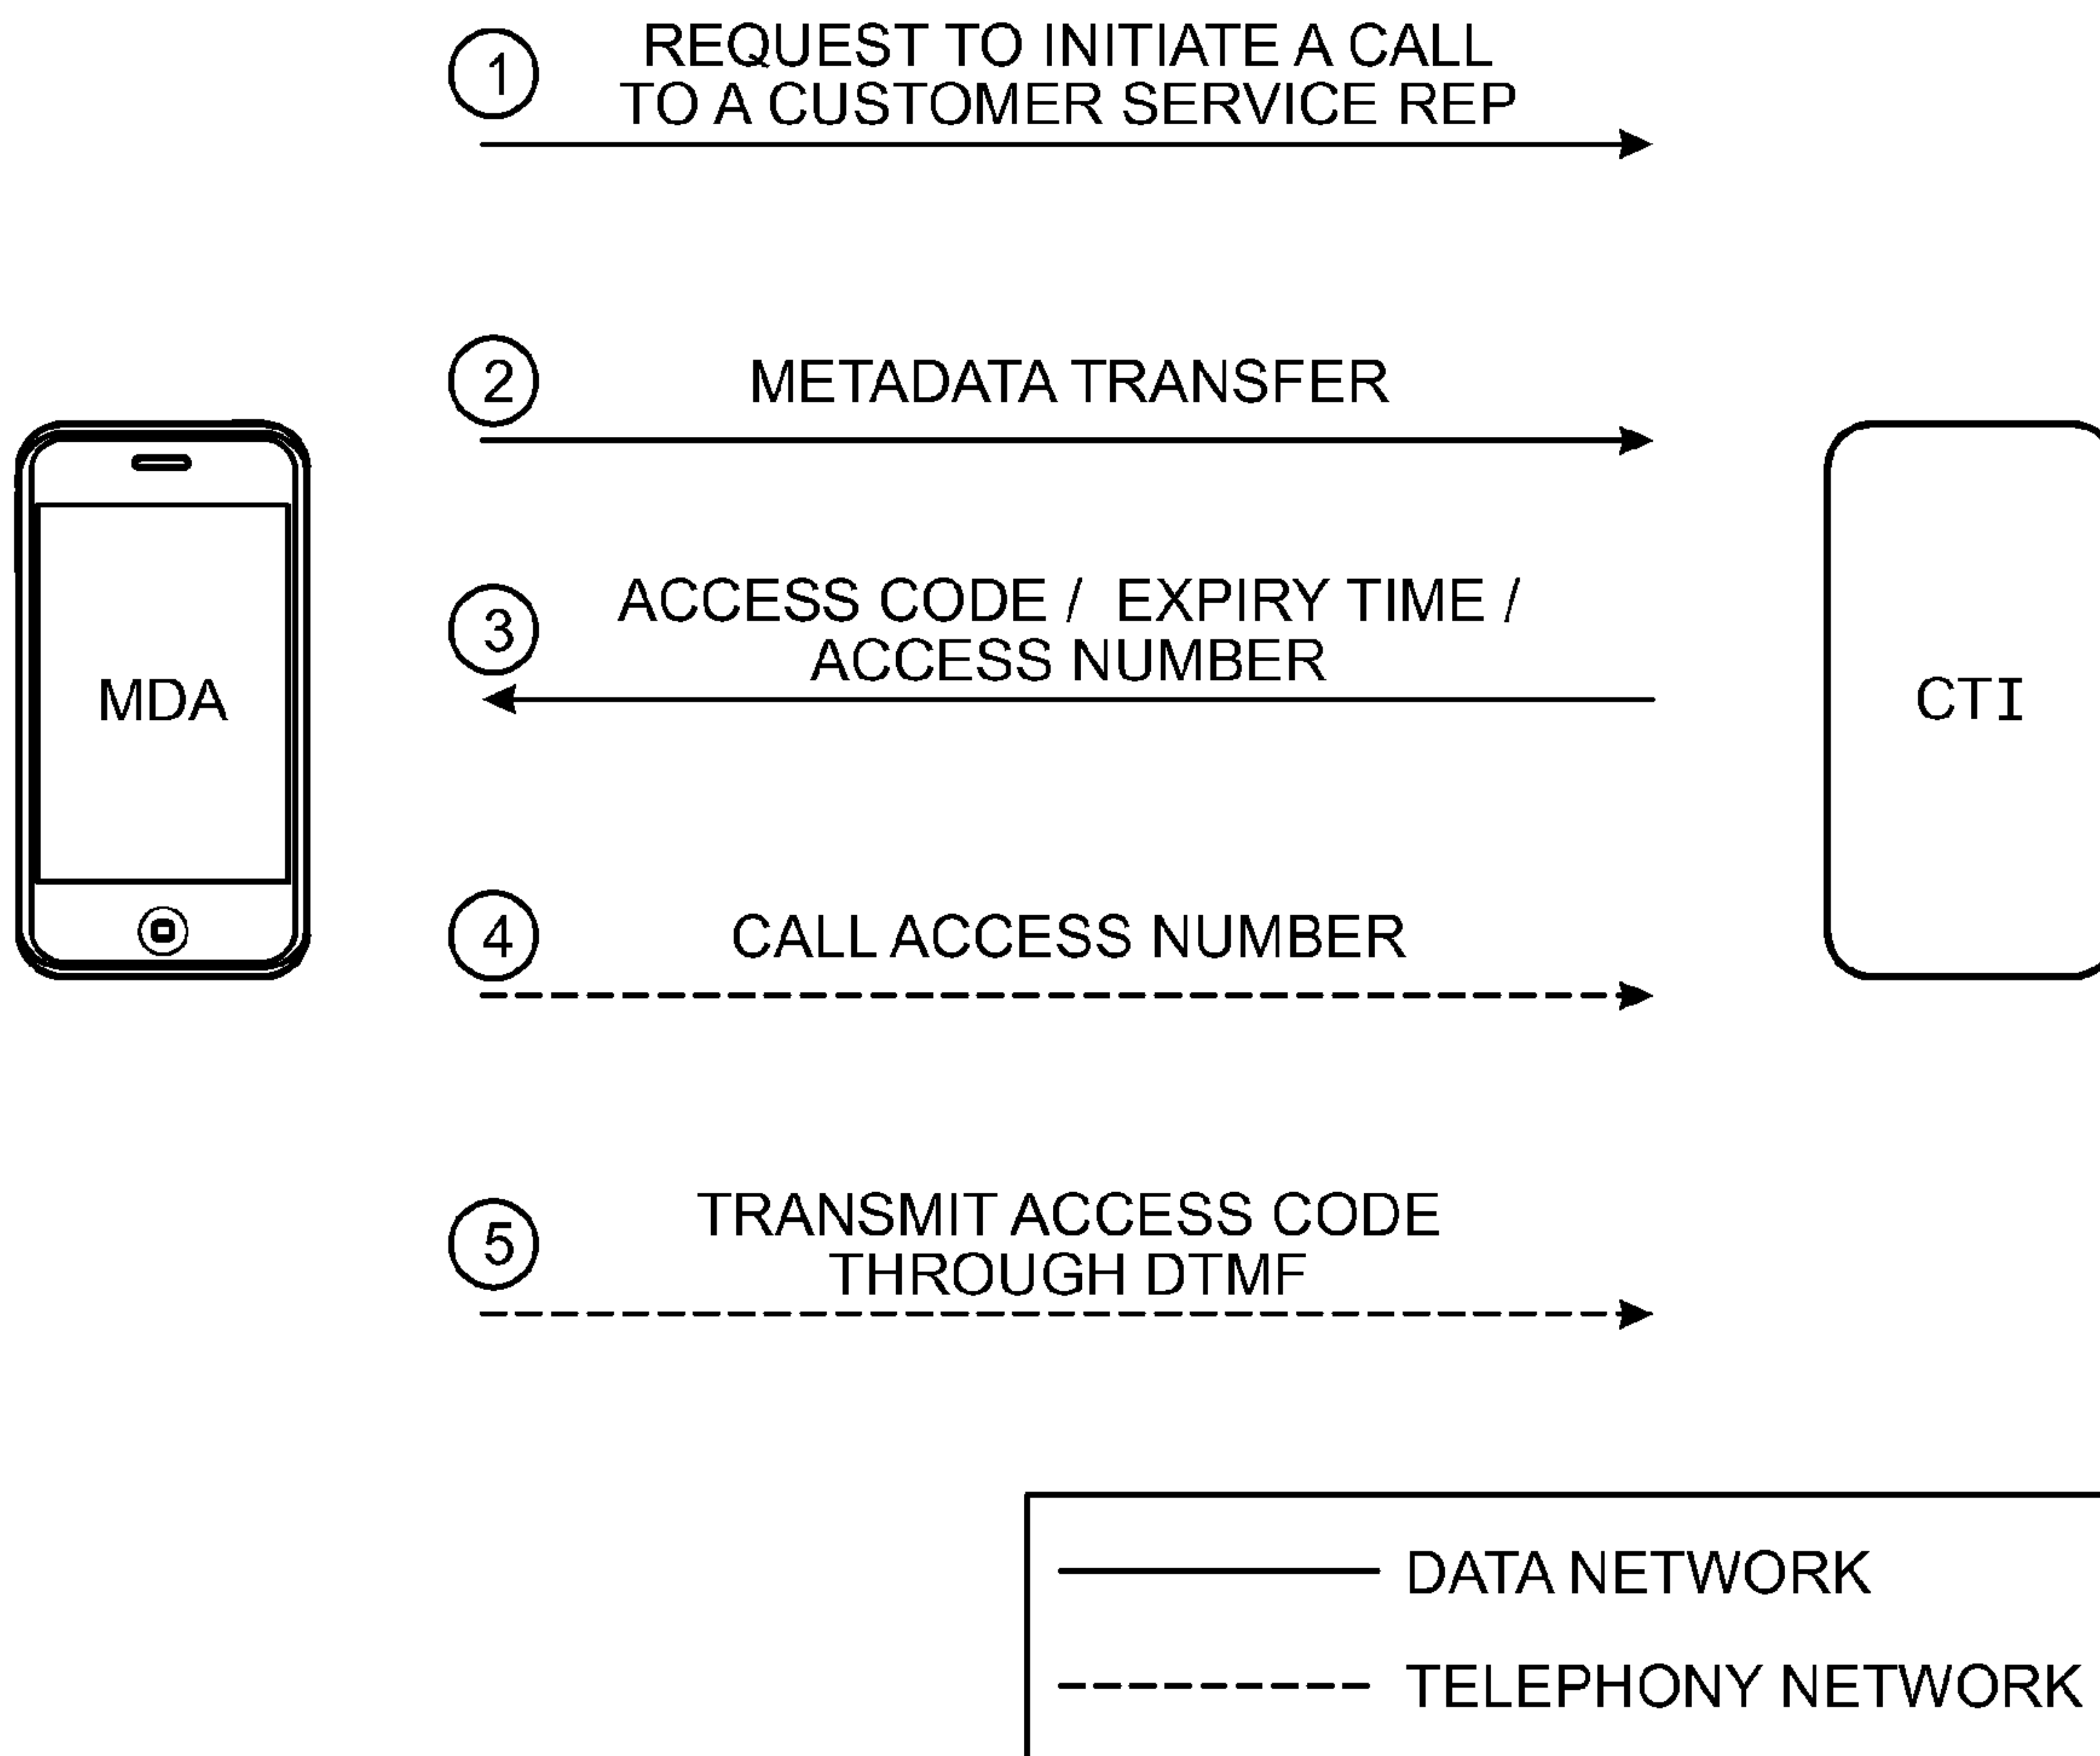 1
REQUEST TO INITIATE A CALL
TO A CUSTOMER SERVICE REP
2
METADATA TRANSFER
3
ACCESS CODE / EXPIRY TIME /
ACCESS NUMBER
MDA
CTI
4
CALL ACCESS NUMBER
5
TRANSMIT ACCESS CODE
THROUGH DTMF
DATA NETWORK
TELEPHONY NETWORK